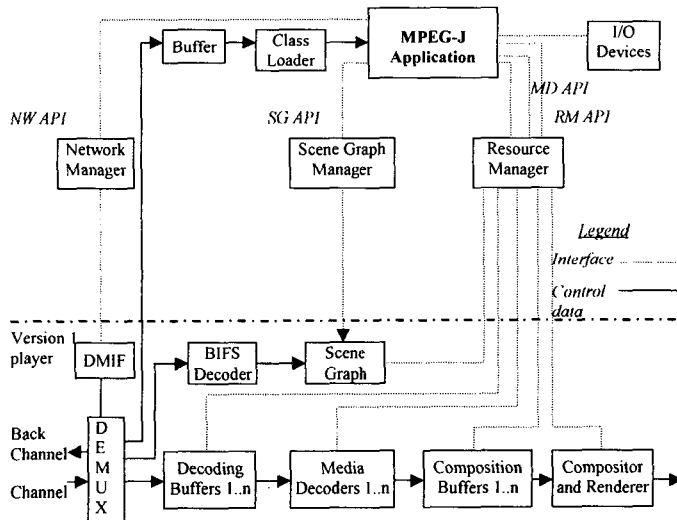 Buffer
Class
Loader
MPEG-J
Application
I/O
Devices
NW API
SG API
MD API
RM API
Network
Manager
Scene Graph
Manager
Resource
Manager
Legend
Interface
Control
data
Version
player
DMIF
BIFS
Decoder
Scene
Graph
Back
Channel
Channel
D
E
M
U
X
Decoding
Buffers 1..n
Media
Decoders 1..n
Composition
Buffers 1..n
Compositor
and Renderer